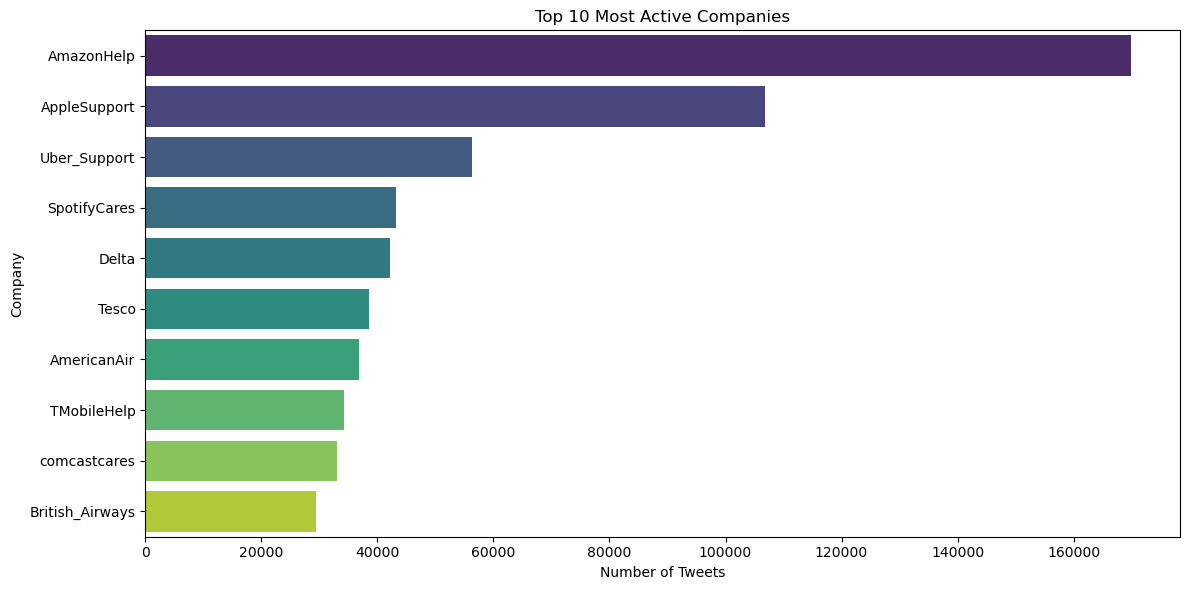 Top 10 Most Active Companies
Company
AmazonHelp
AppleSupport
Uber_Support
SpotifyCares
Delta
Tesco
AmericanAir
TMobileHelp
comcastcares
British_Airways
0 20000 40000 60000 80000 100000 120000 140000 160000
Number of Tweets